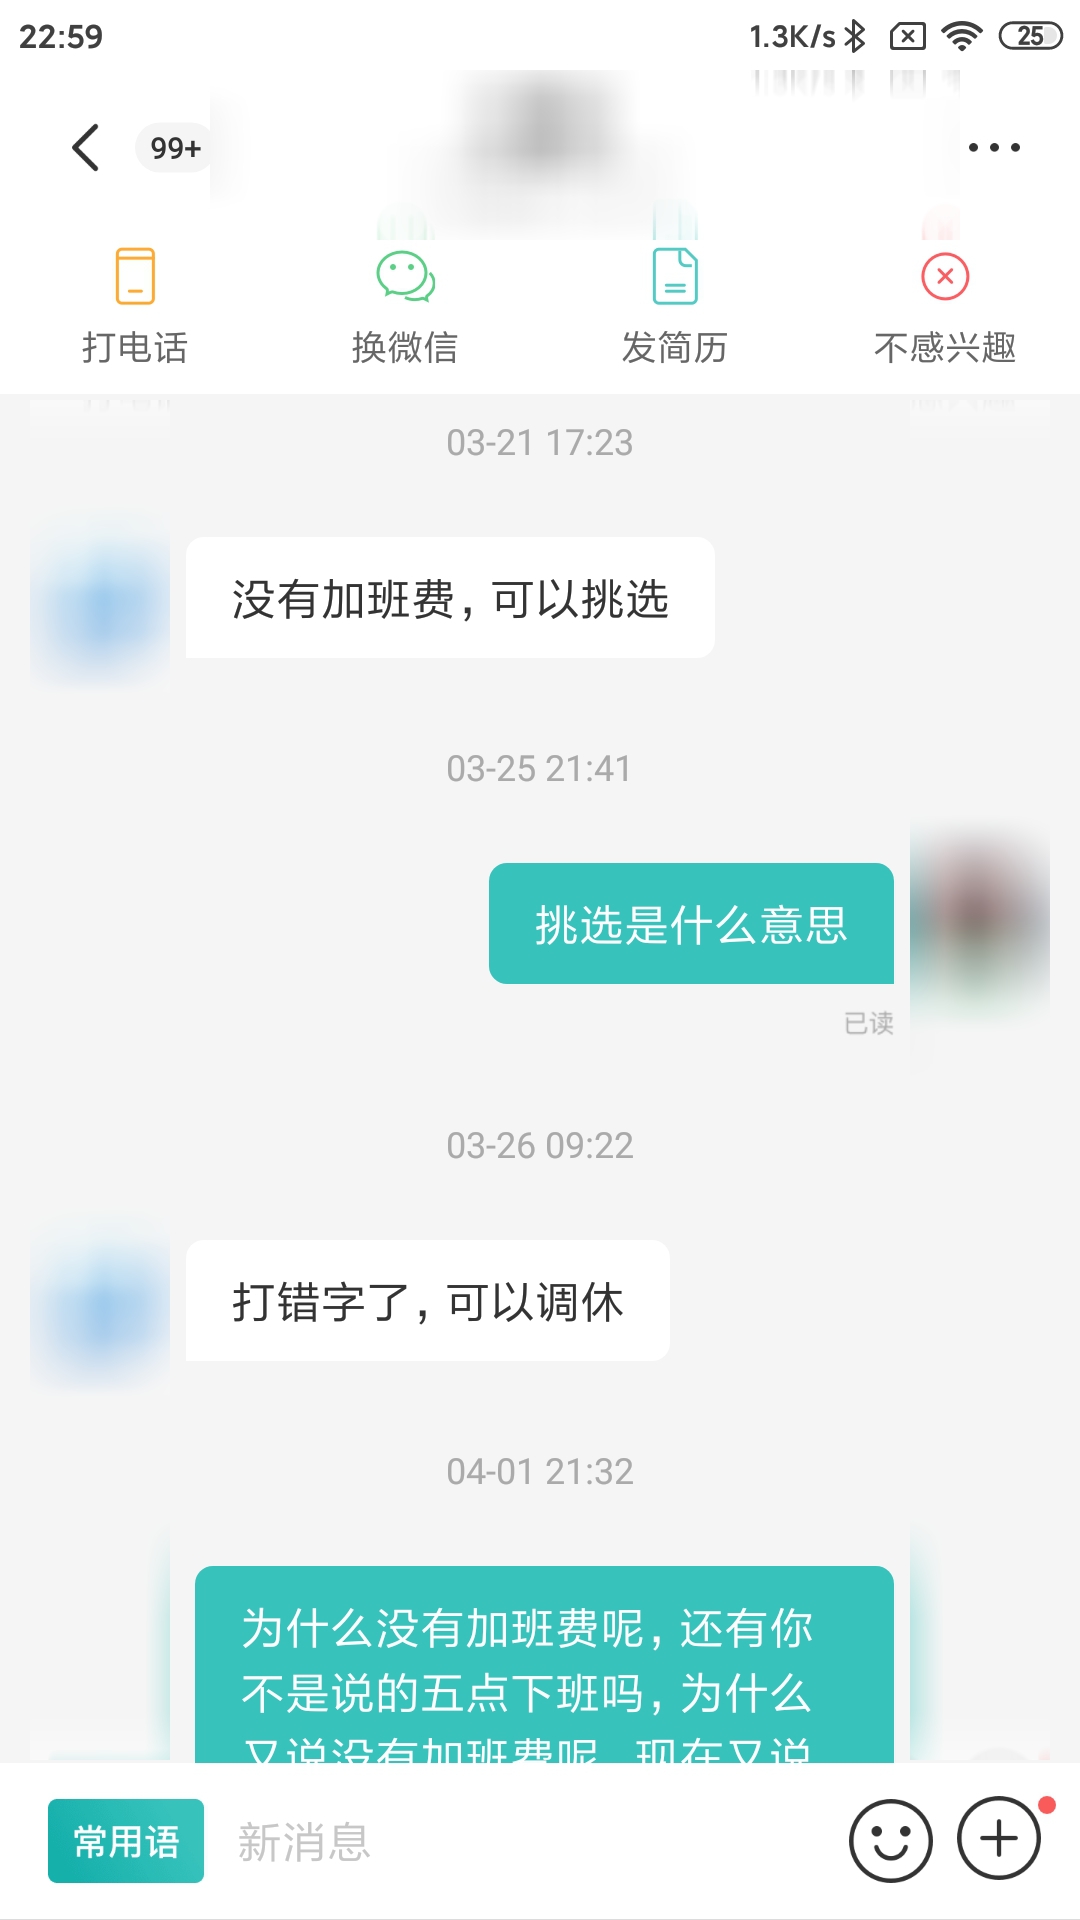 22:59 1.3K/s 25
99+
打电话 换微信 发简历 不感兴趣
03-21 17:23
没有加班费,可以挑选
03-25 21:41
挑选是什么意思
已读
03-26 09:22
打错字了,可以调休
04-01 21:32
为什么没有加班费呢,还有你
不是说的五点下班吗,为什么
又说没有加班费呢 现在又说
常用语 新消息